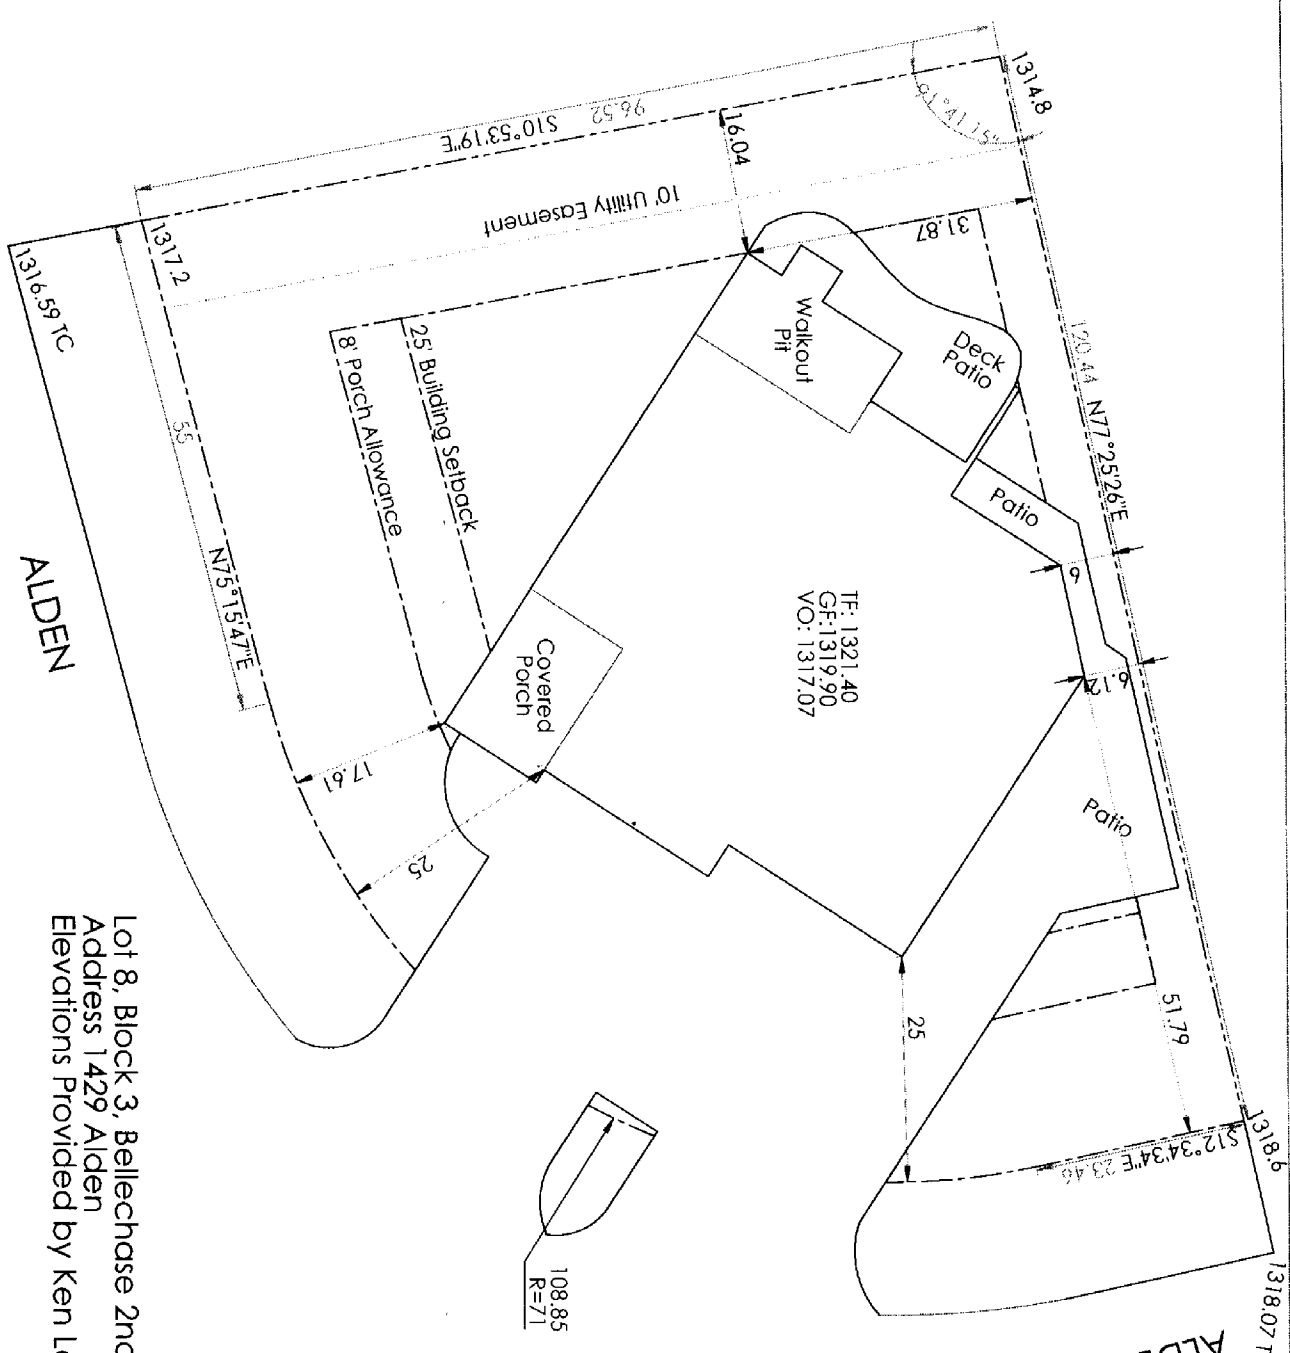 1314.8
91°41'15"
96.52 S10°53'19"E
16.04
10' Utility Easement
1317.2
1316.59 TC
31.87
Walkout
Pit
Deck
Patio
120.44 N77°25'26"E
25' Building Setback
8' Porch Allowance
55
N75°15'47"E
ALDEN
Patio
6
6.12
TF: 1321.40
GF:1319.90
VO: 1317.07
Covered
Porch
17.61
25
Patio
25
51.79
1318.6
S12°34'34"E 23.46
1318.07
108.85
R=71
Lot 8, Block 3, Bellechase 2nd
Address 1429 Alden
Elevations Provided by Ken